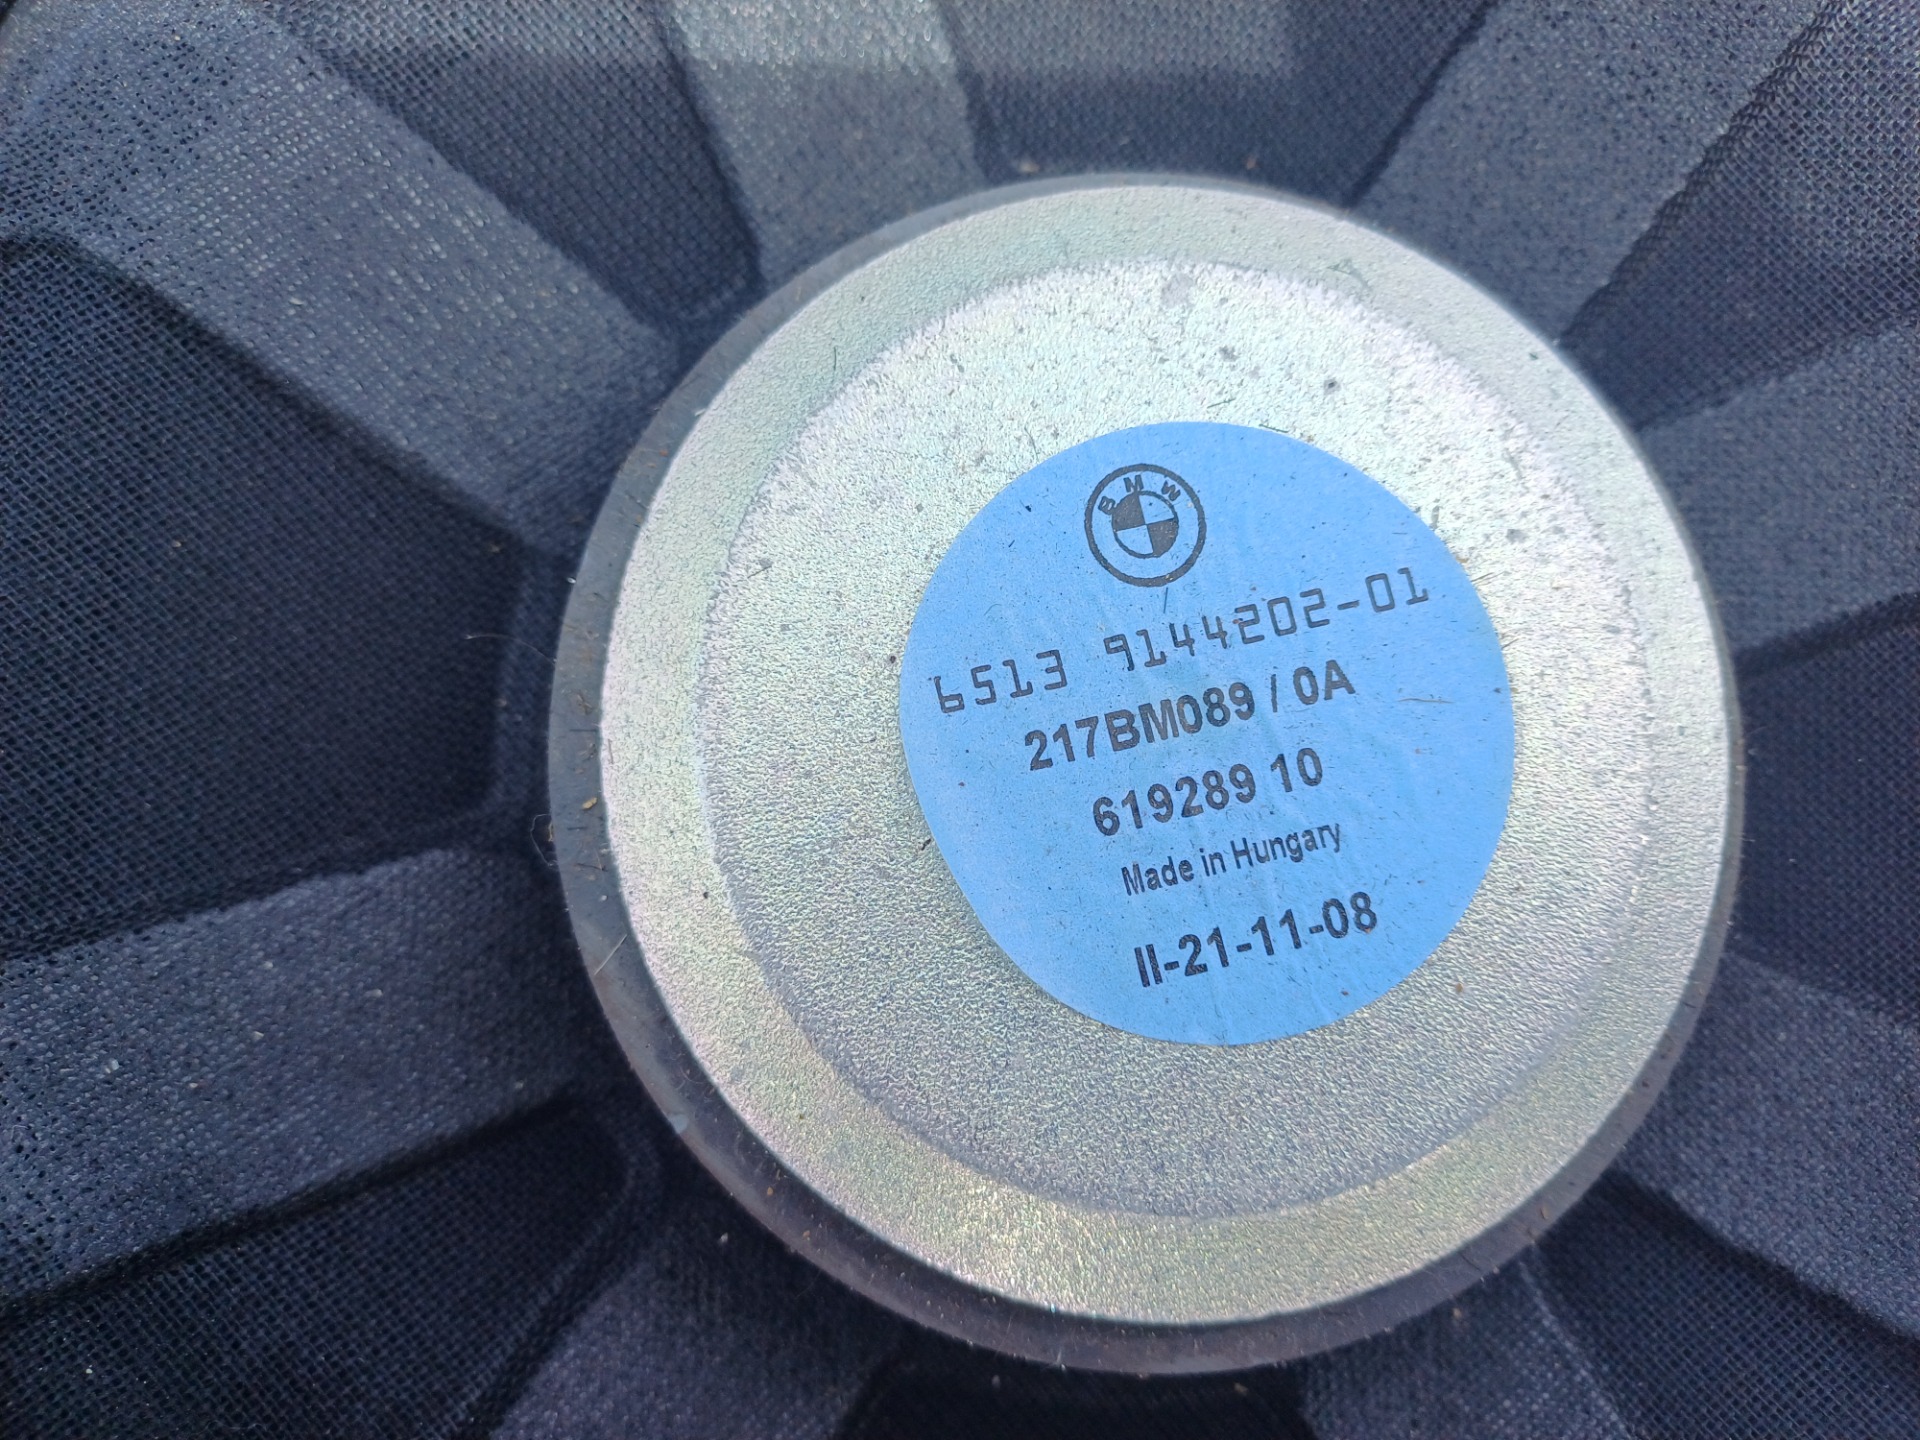 BMW
6513 9144202-01
217BM089 / 0A
619289 10
Made in Hungary
II-21-11-08